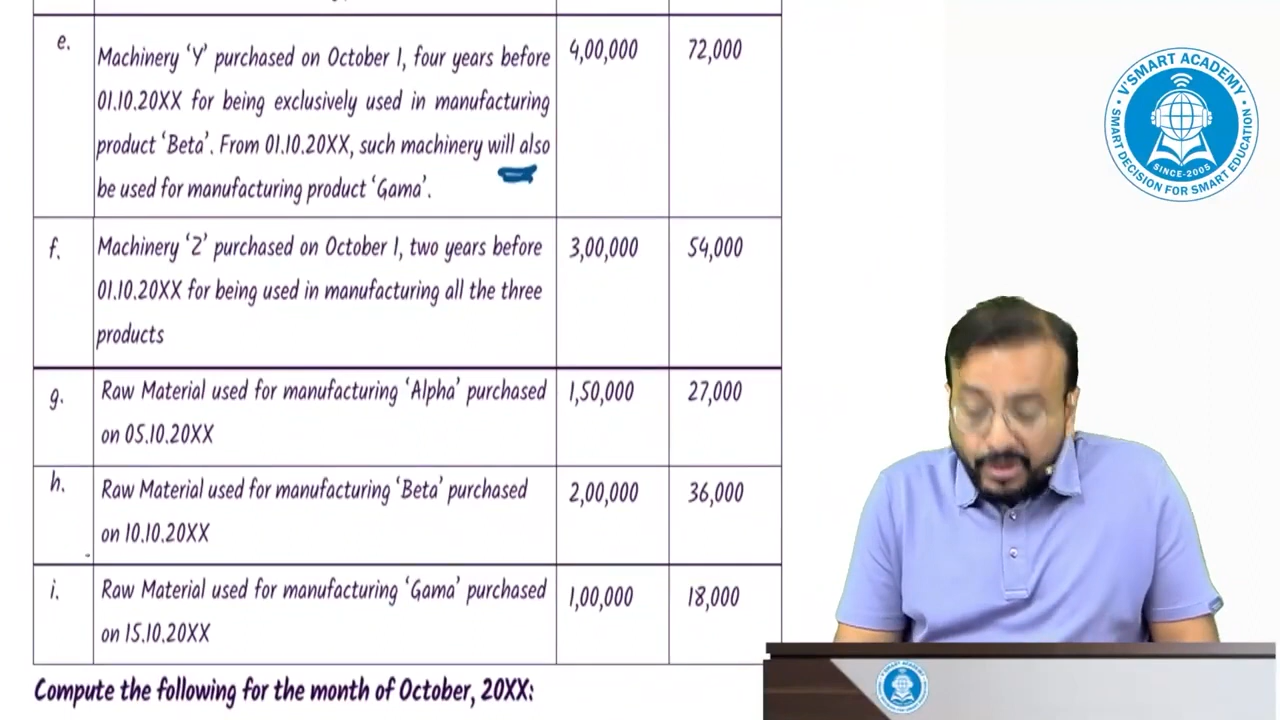 e.
Machinery ‘Y’ purchased on October 1, four years before
01.10.20XX for being exclusively used in manufacturing
product ‘Beta’. From 01.10.20XX, such machinery will also
be used for manufacturing product ‘Gama’.
4,00,000
72,000
f.
Machinery ‘Z’ purchased on October 1, two years before
01.10.20XX for being used in manufacturing all the three
products
3,00,000
54,000
g.
Raw Material used for manufacturing ‘Alpha’ purchased
on 05.10.20XX
1,50,000
27,000
h.
Raw Material used for manufacturing ‘Beta’ purchased
on 10.10.20XX
2,00,000
36,000
i.
Raw Material used for manufacturing ‘Gama’ purchased
on 15.10.20XX
1,00,000
18,000
Compute the following for the month of October, 20XX:
V'SMART ACADEMY
SINCE-2005
SMART DECISION FOR SMART EDUCATION